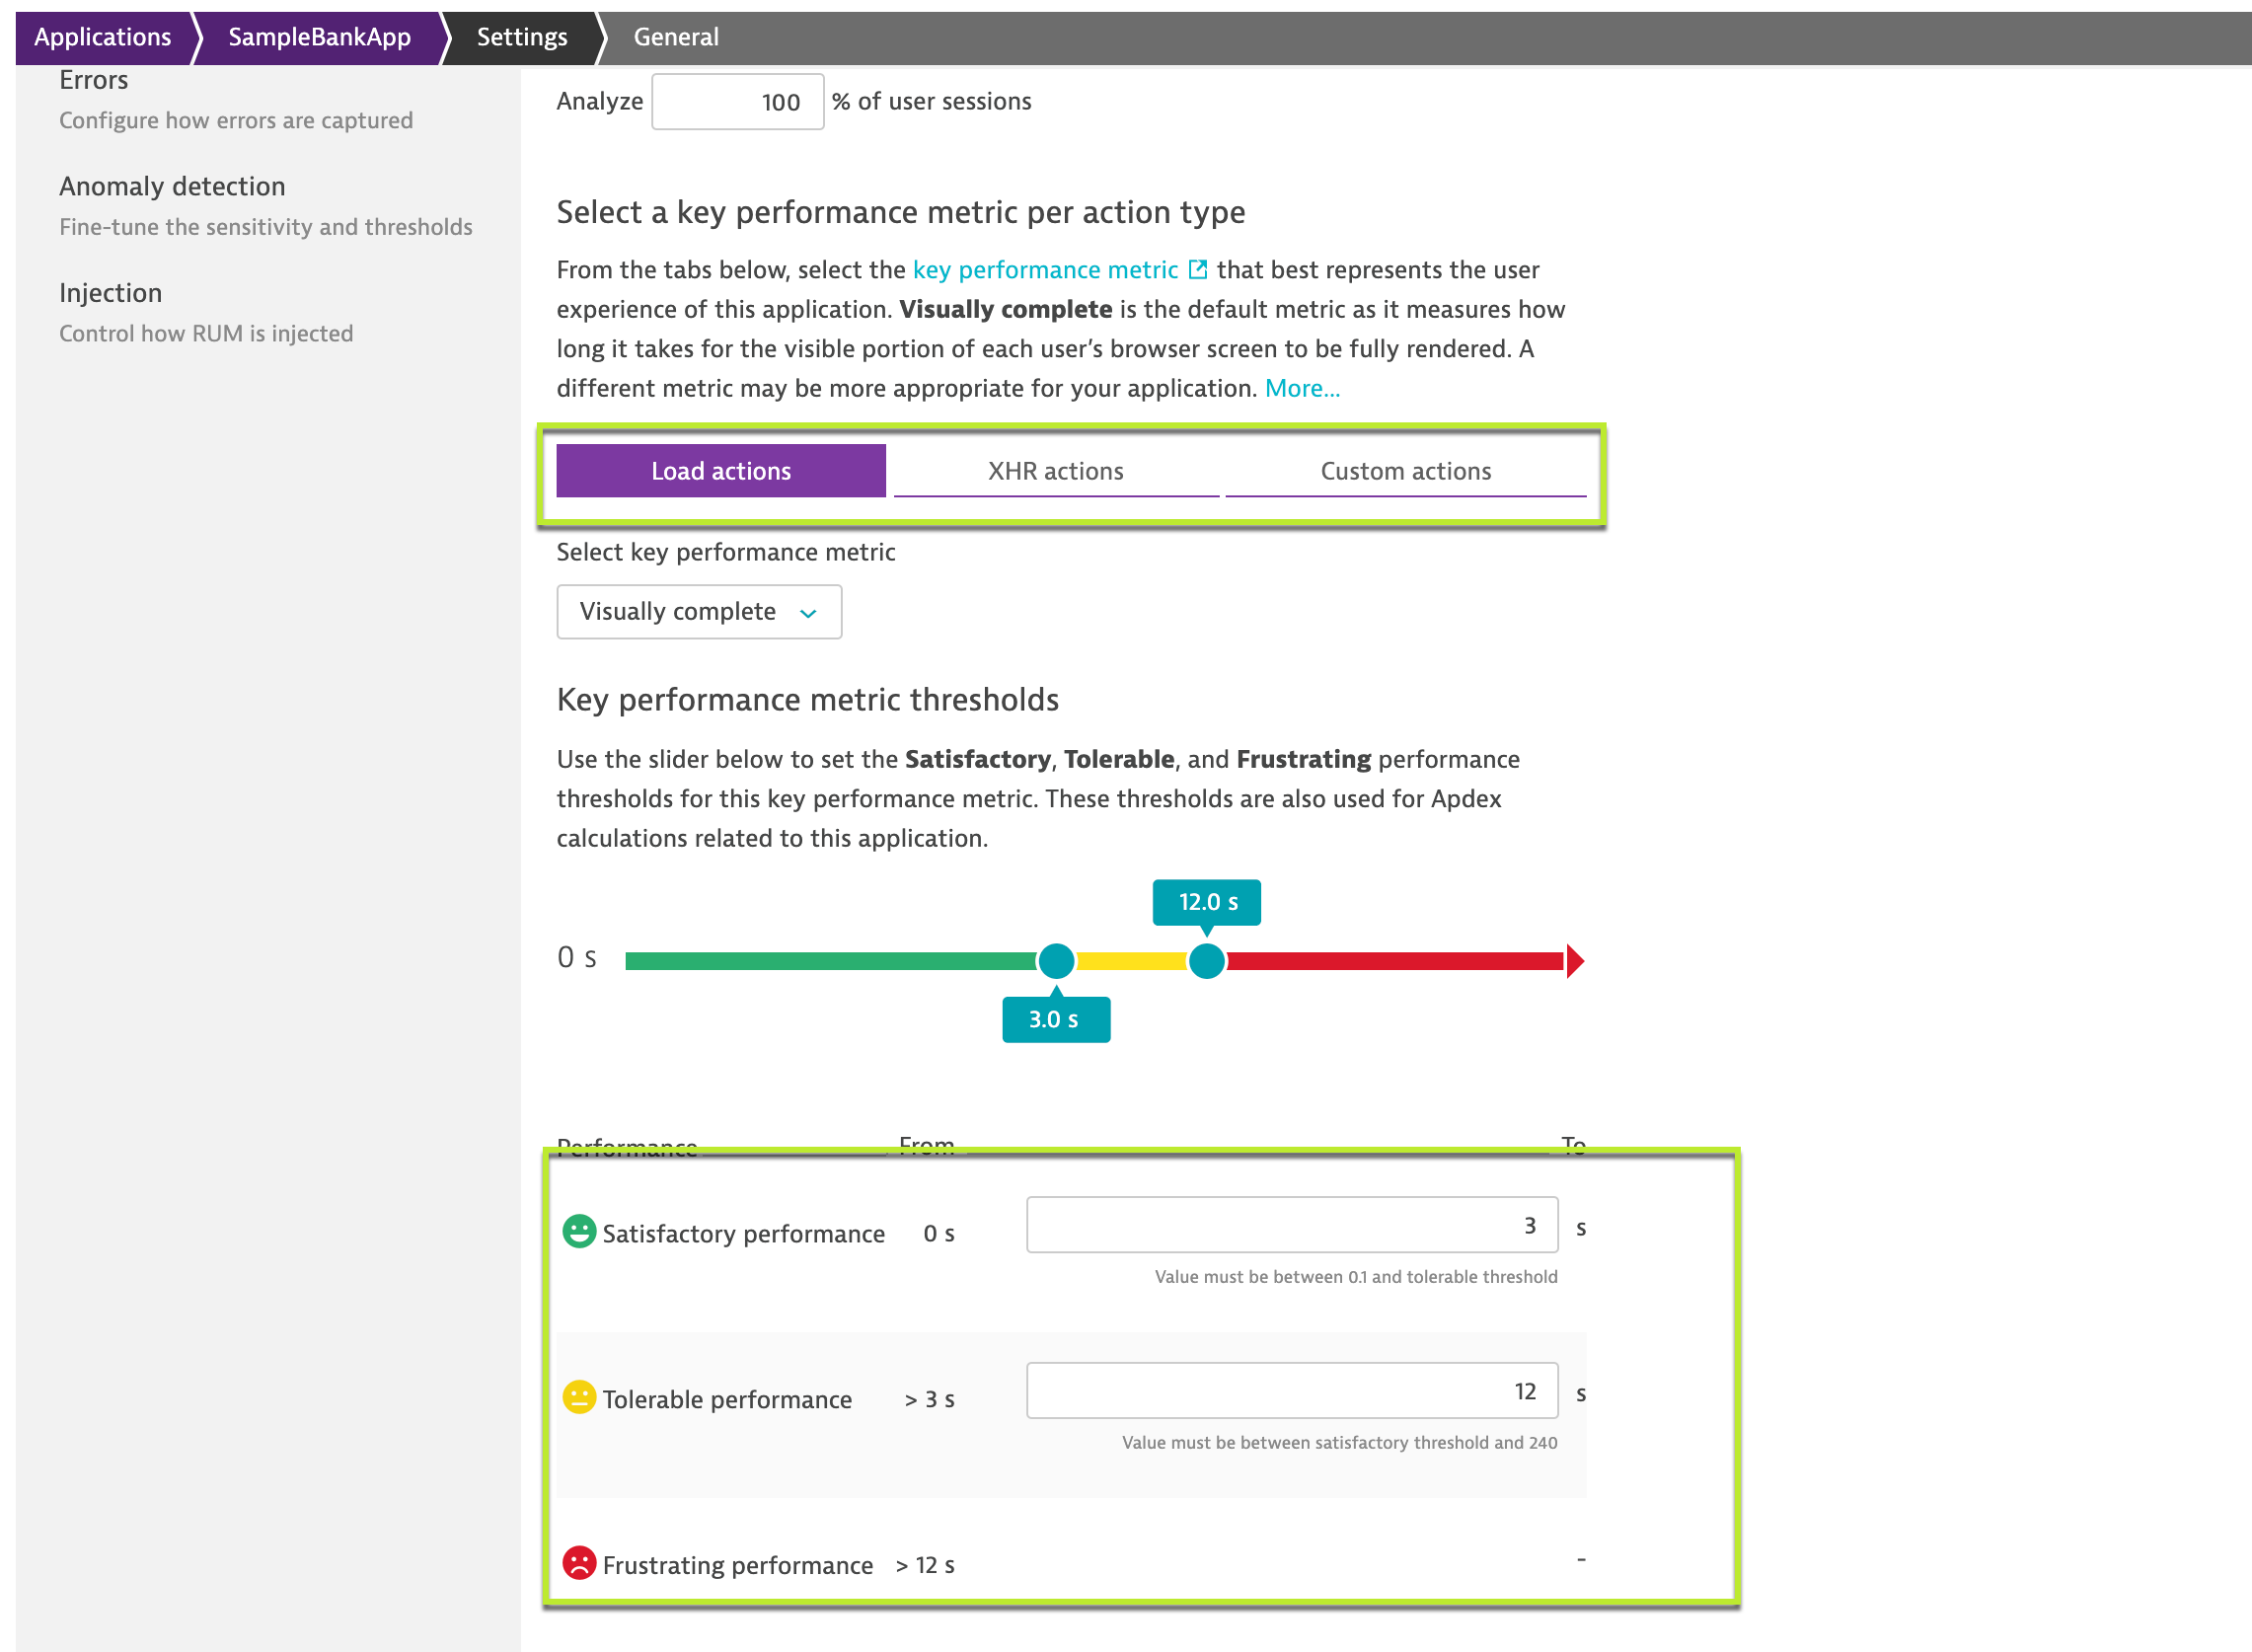 Applications
SampleBankApp
Settings
General
Errors
Configure how errors are captured
Anomaly detection
Fine-tune the sensitivity and thresholds
Injection
Control how RUM is injected
Analyze 100 % of user sessions
Select a key performance metric per action type
From the tabs below, select the key performance metric that best represents the user
experience of this application. Visually complete is the default metric as it measures how
long it takes for the visible portion of each user’s browser screen to be fully rendered. A
different metric may be more appropriate for your application. More...
Load actions
XHR actions
Custom actions
Select key performance metric
Visually complete
Key performance metric thresholds
Use the slider below to set the Satisfactory, Tolerable, and Frustrating performance
thresholds for this key performance metric. These thresholds are also used for Apdex
calculations related to this application.
12.0 s
0 s
3.0 s
Performance From To
Satisfactory performance 0 s 3 s
Value must be between 0.1 and tolerable threshold
Tolerable performance > 3 s 12 s
Value must be between satisfactory threshold and 240
Frustrating performance > 12 s -